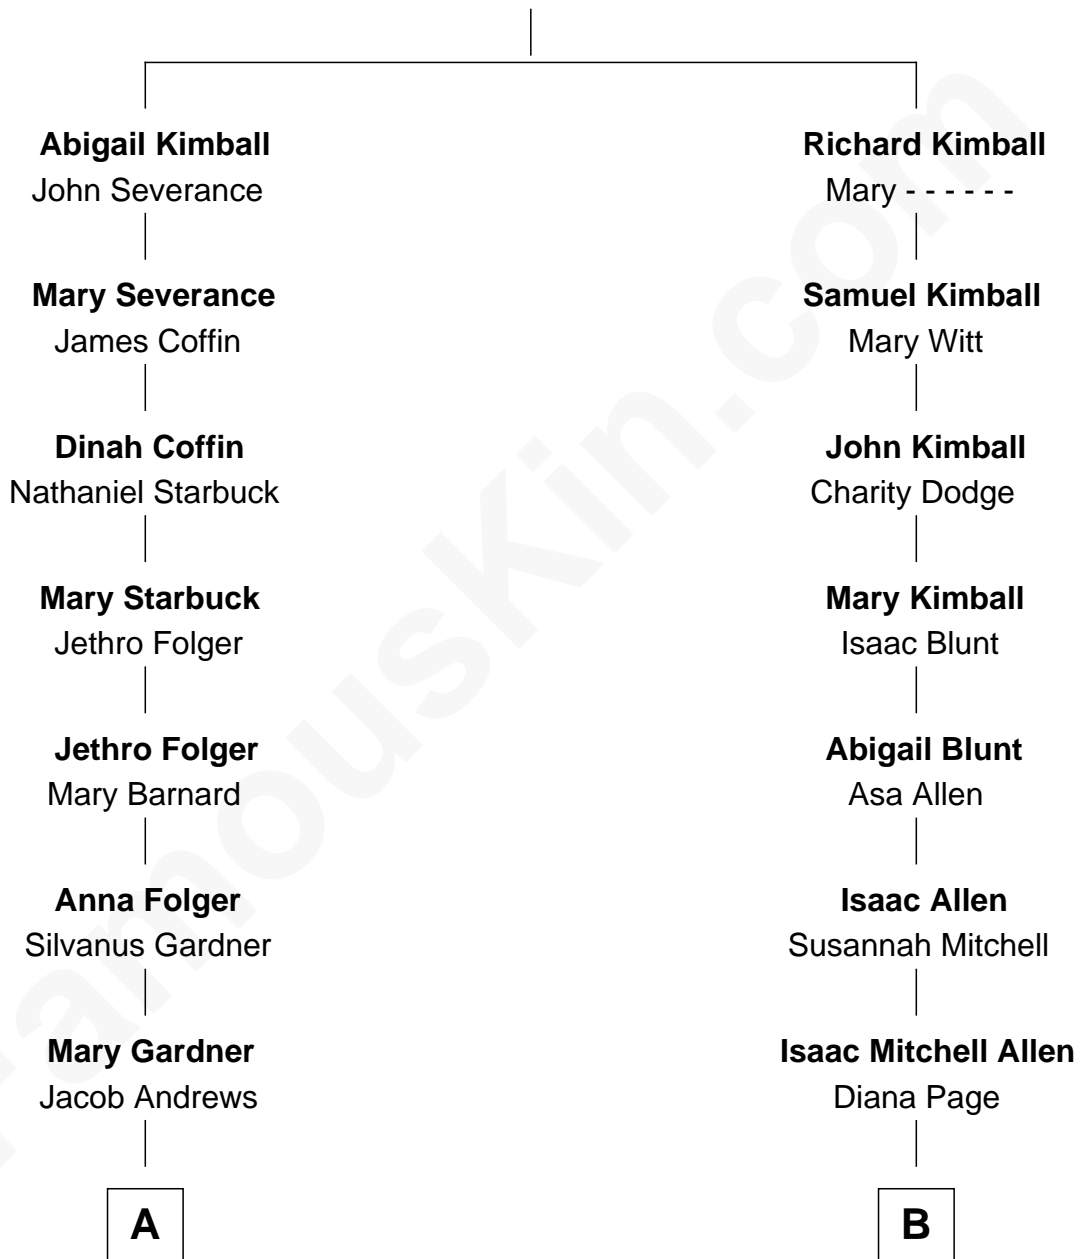 Abigail Kimball
John Severance
Mary Severance
James Coffin
Dinah Coffin
Nathaniel Starbuck
Mary Starbuck
Jethro Folger
Jethro Folger
Mary Barnard
Anna Folger
Silvanus Gardner
Mary Gardner
Jacob Andrews
A
Richard Kimball
Mary - - - - - -
Samuel Kimball
Mary Witt
John Kimball
Charity Dodge
Mary Kimball
Isaac Blunt
Abigail Blunt
Asa Allen
Isaac Allen
Susannah Mitchell
Isaac Mitchell Allen
Diana Page
B
FamousKin.com